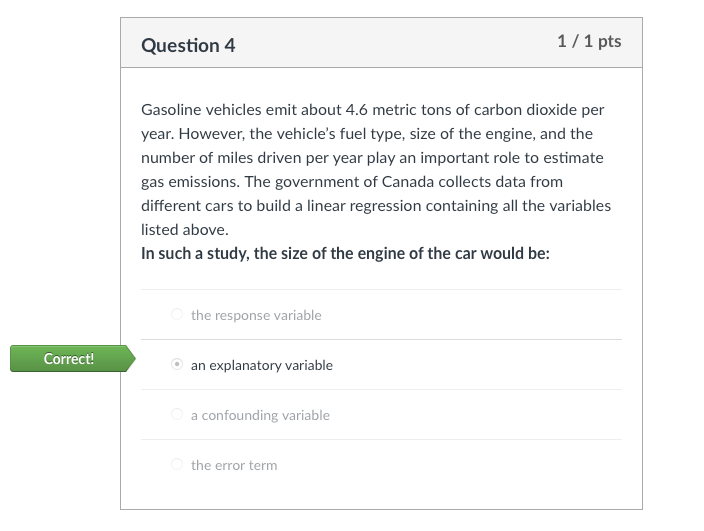 Question 4
1 / 1 pts
Gasoline vehicles emit about 4.6 metric tons of carbon dioxide per
year. However, the vehicle's fuel type, size of the engine, and the
number of miles driven per year play an important role to estimate
gas emissions. The government of Canada collects data from
different cars to build a linear regression containing all the variables
listed above.
In such a study, the size of the engine of the car would be:
the response variable
Correct!
an explanatory variable
a confounding variable
the error term